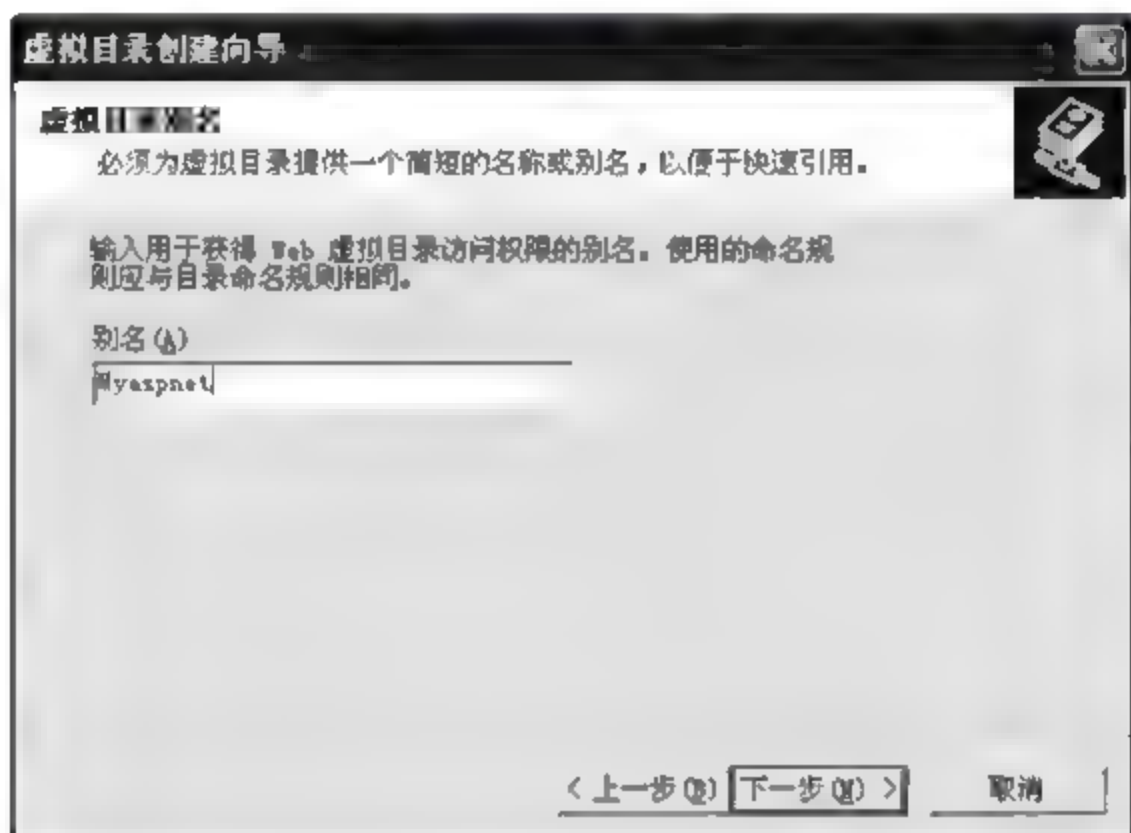 虚拟目录创建向导
虚拟目录别名
必须为虚拟目录提供一个简短的名称或别名，以便于快速引用。
输入用于获得 Web 虚拟目录访问权限的别名。使用的命名规
则应与目录命名规则相同。
别名(A)
Myaspnet
< 上一步(B)
下一步(N) >
取消